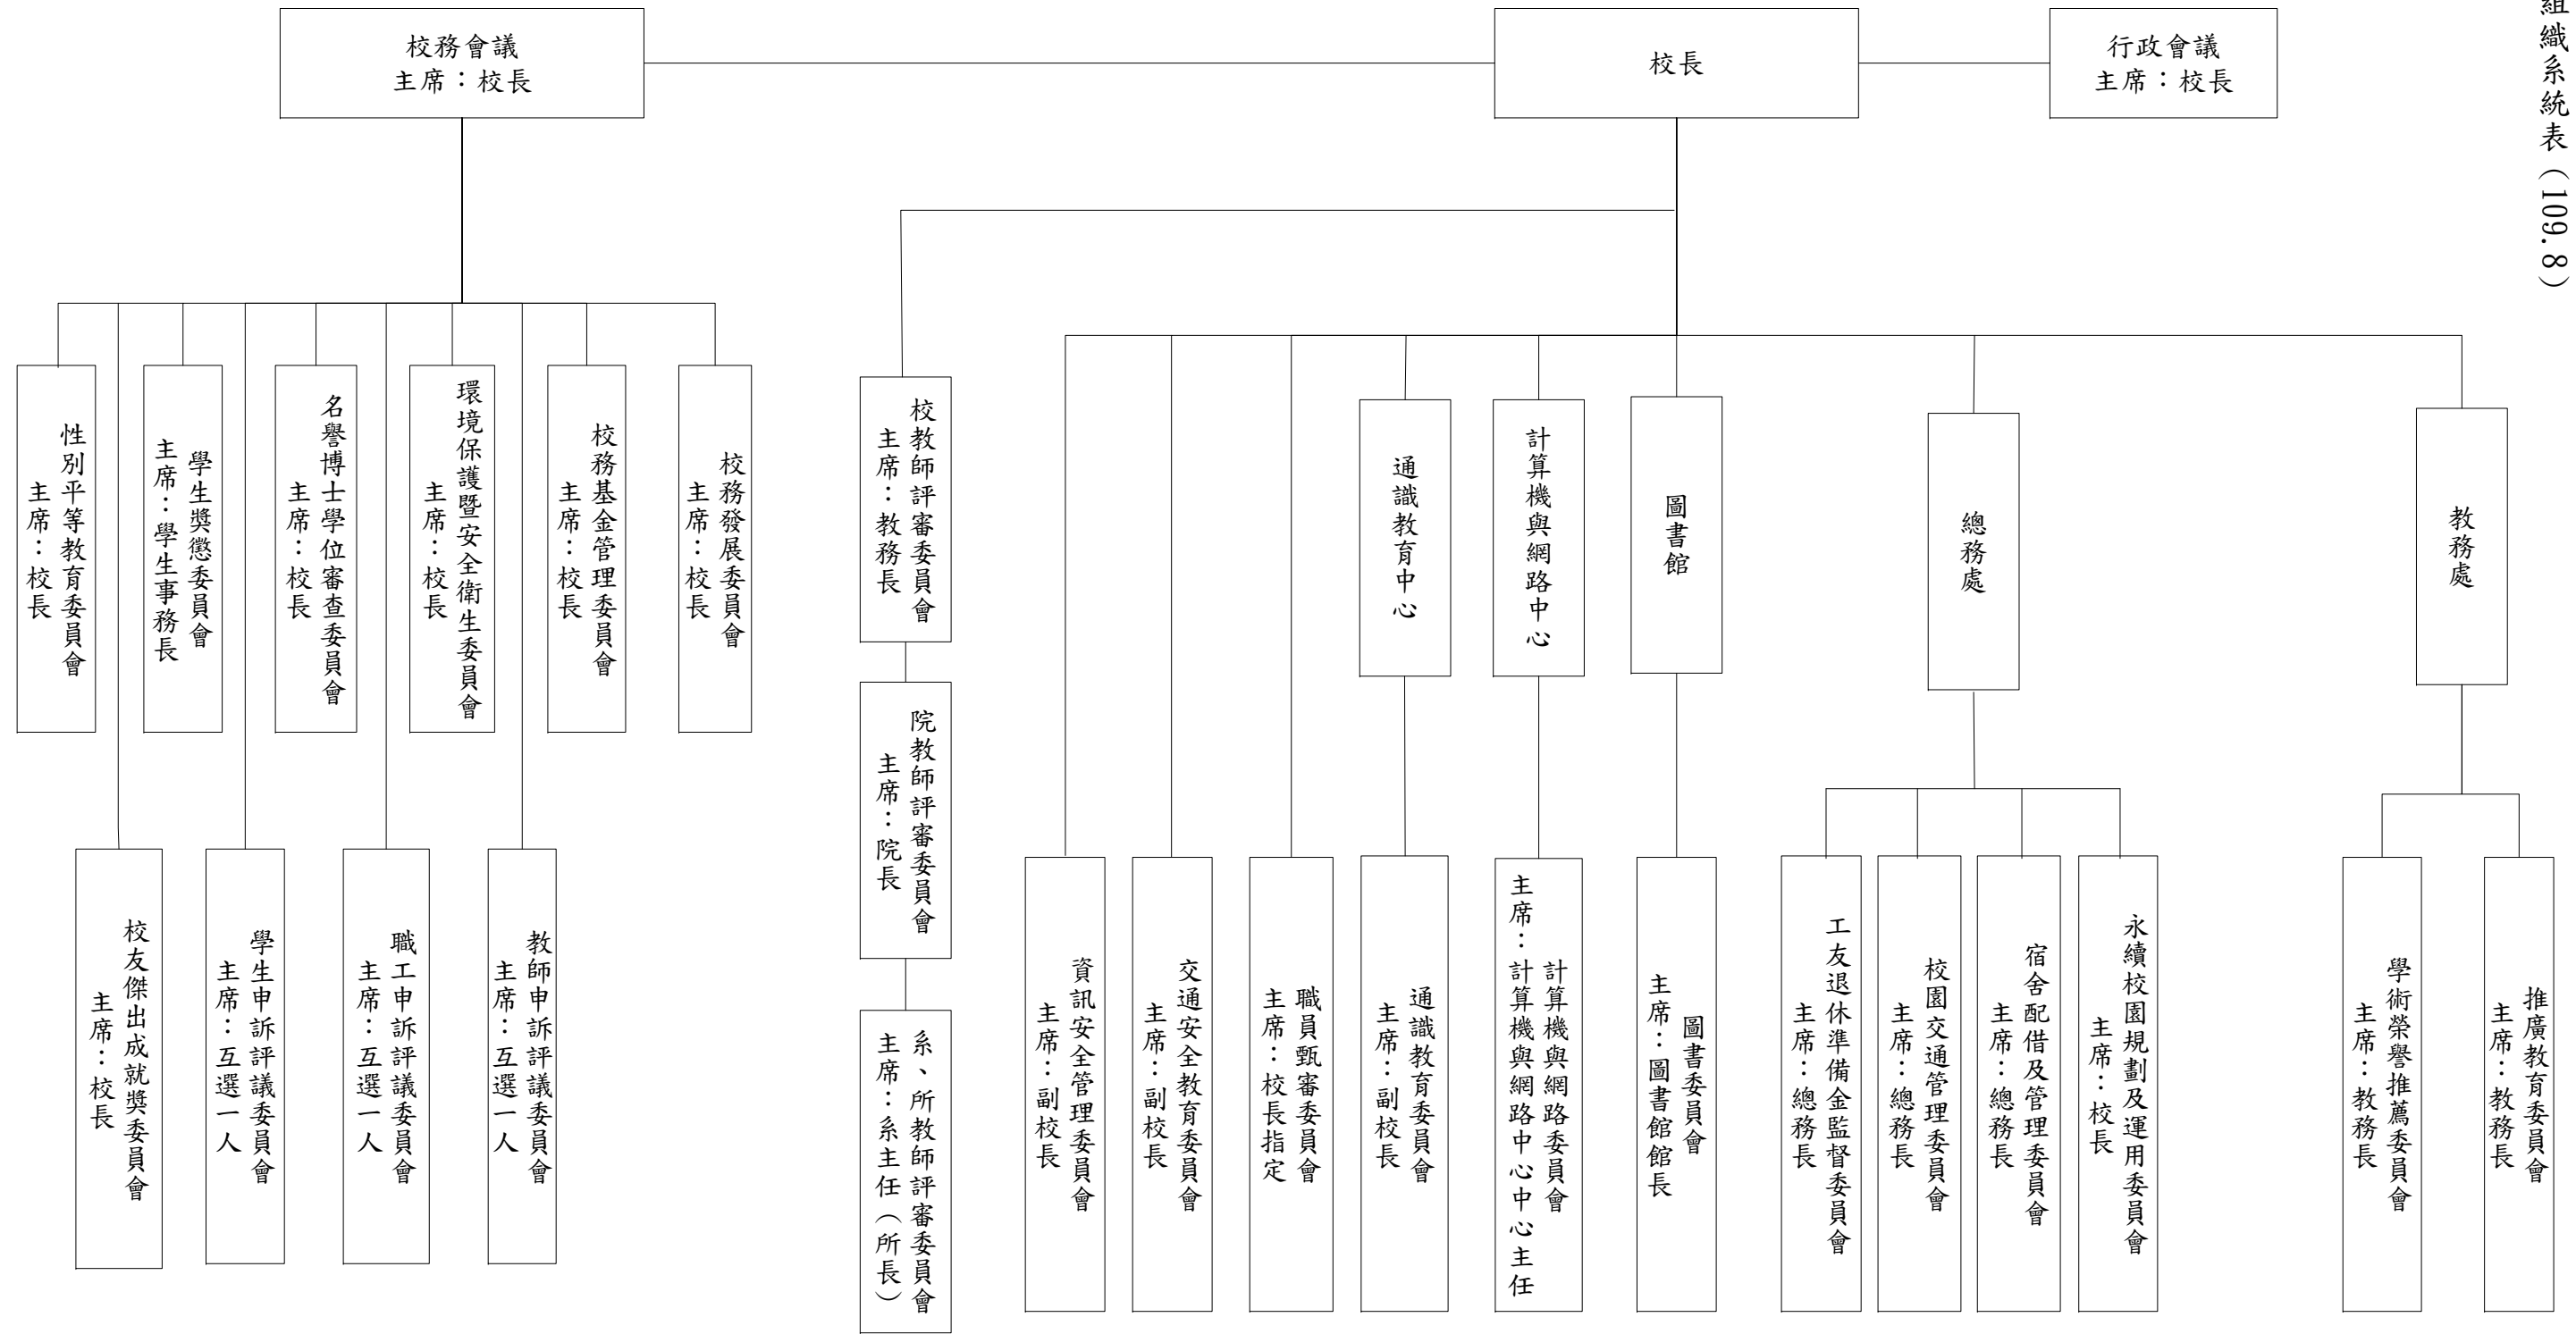 組織系統表（109.8）
校務會議
主席：校長
校長
行政會議
主席：校長
性別平等教育委員會
主席：校長
學生獎懲委員會
主席：學生事務長
名譽博士學位審查委員會
主席：校長
環境保護暨安全衛生委員會
主席：校長
校務基金管理委員會
主席：校長
校務發展委員會
主席：校長
校友傑出成就獎委員會
主席：校長
學生申訴評議委員會
主席：互選一人
職工申訴評議委員會
主席：互選一人
教師申訴評議委員會
主席：互選一人
校教師評審委員會
主席：教務長
院教師評審委員會
主席：院長
系、所教師評審委員會
主席：系主任（所長）
通識教育中心
計算機與網路中心
圖書館
總務處
教務處
資訊安全管理委員會
主席：副校長
交通安全教育委員會
主席：副校長
職員甄審委員會
主席：校長指定
通識教育委員會
主席：副校長
計算機與網路委員會
主席：計算機與網路中心中心主任
圖書委員會
主席：圖書館館長
工友退休準備金監督委員會
主席：總務長
校園交通管理委員會
主席：總務長
宿舍配借及管理委員會
主席：總務長
永續校園規劃及運用委員會
主席：校長
學術榮譽推薦委員會
主席：教務長
推廣教育委員會
主席：教務長